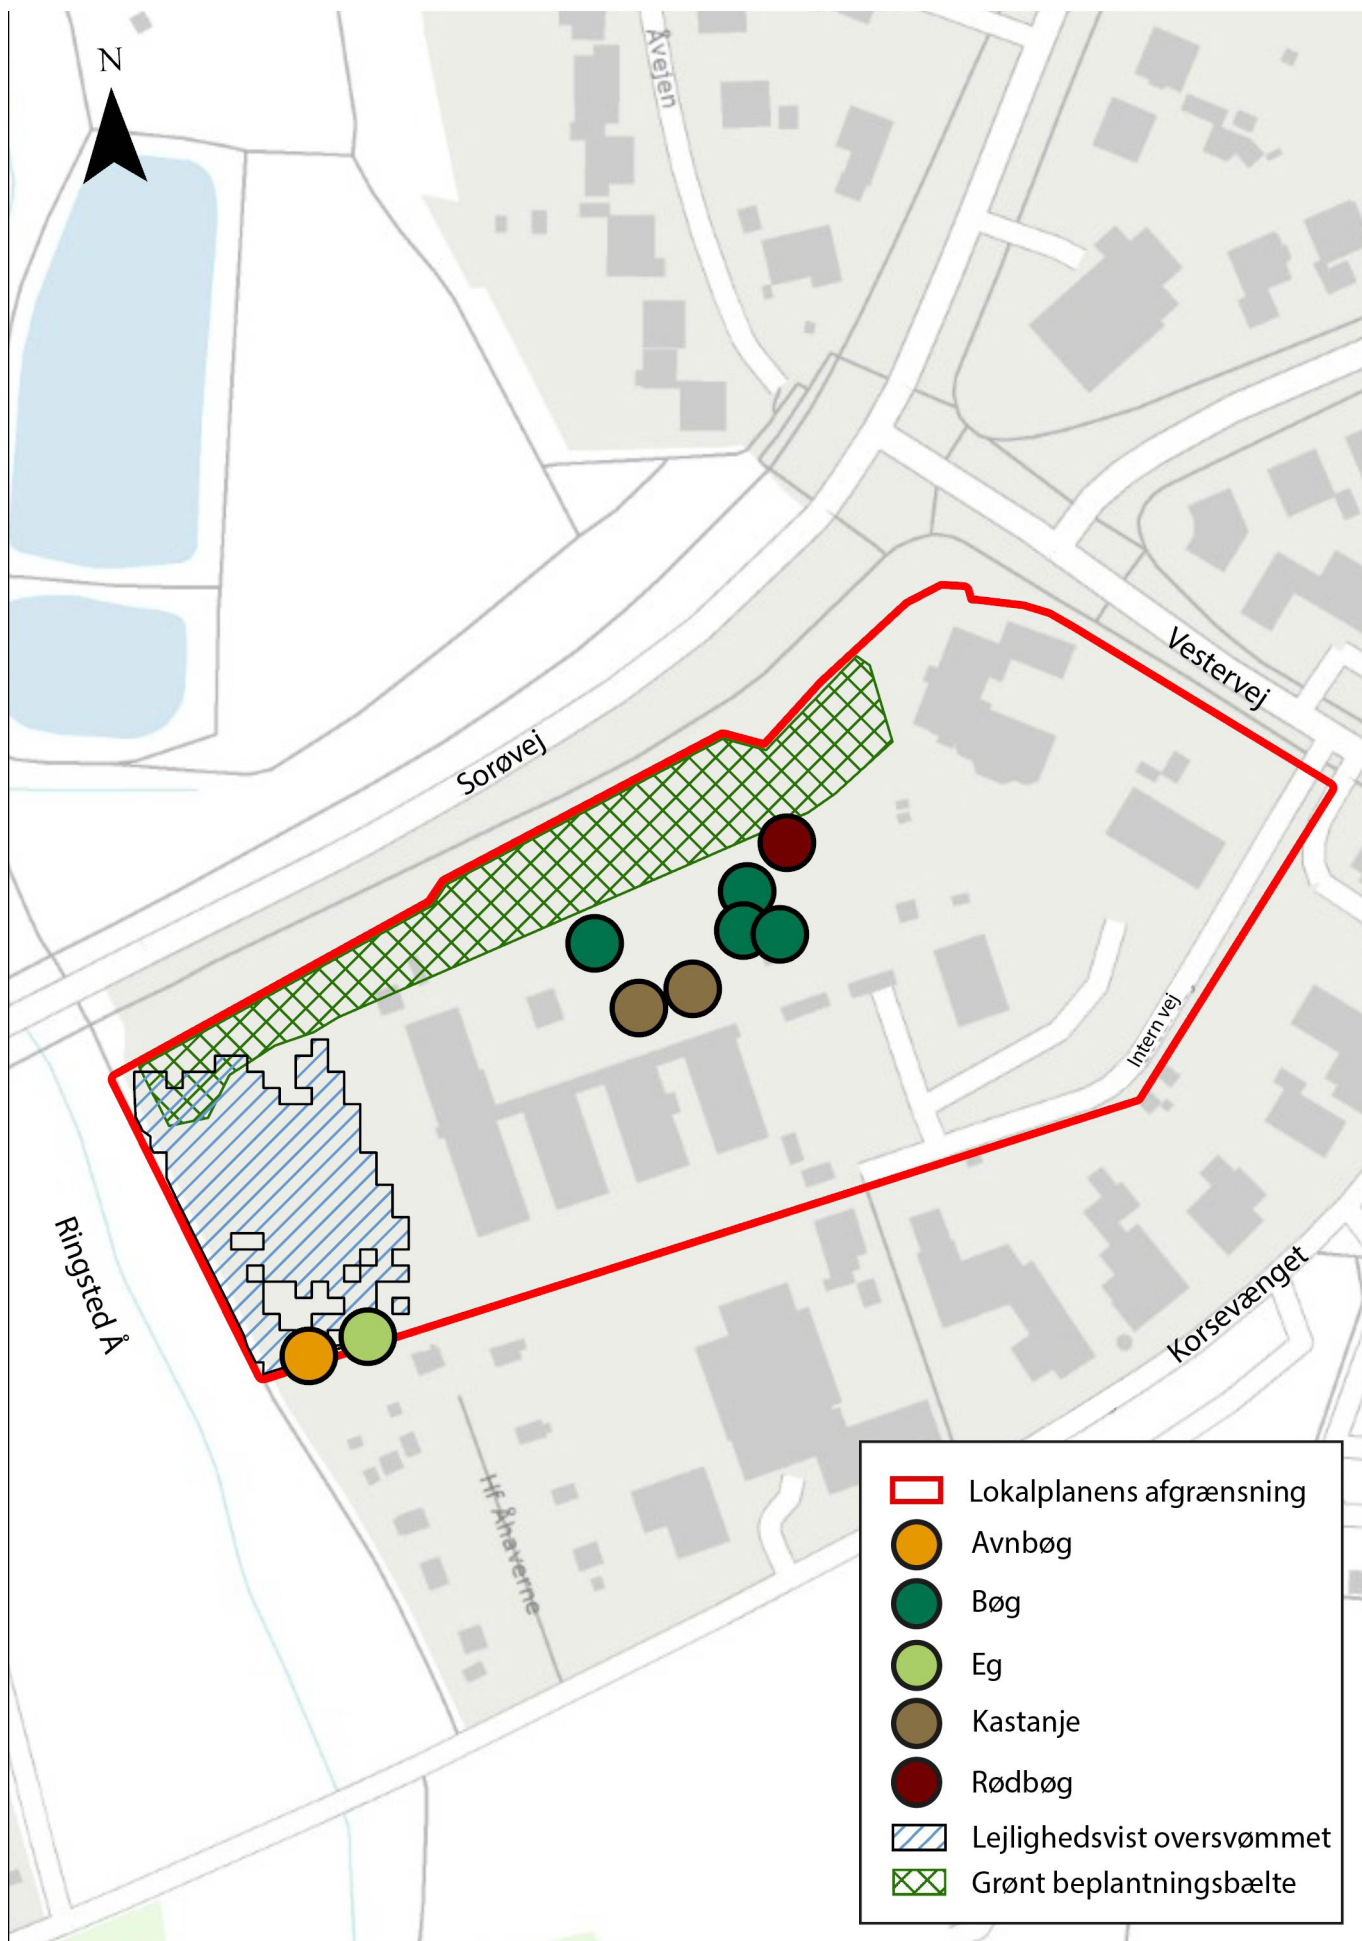 N
Åvejen
Vestervej
Sorøvej
Intern vej
Ringsted Å
Korsevænget
Hf Åhaverne
Lokalplanens afgrænsning
Avnbøg
Bøg
Eg
Kastanje
Rødbøg
Lejlighedsvist oversvømmet
Grønt beplantningsbælte